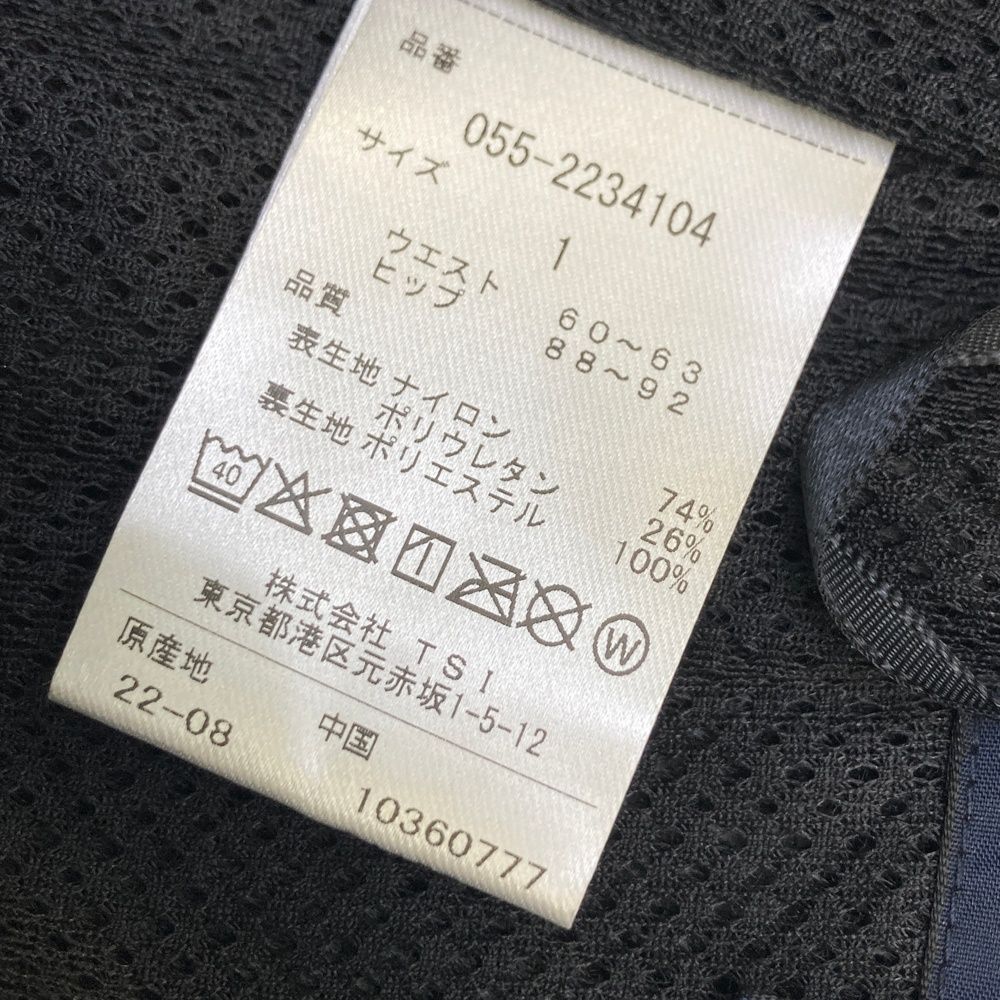 品番
055-2234104
サイズ
1
ウエスト 60~63
ヒップ 88~92
品質
表生地 ナイロン 74%
ポリウレタン 26%
裏生地 ポリエステル 100%
40
W
株式会社 TSI
東京都港区元赤坂1-5-12
原産地 中国
22-08 10360777